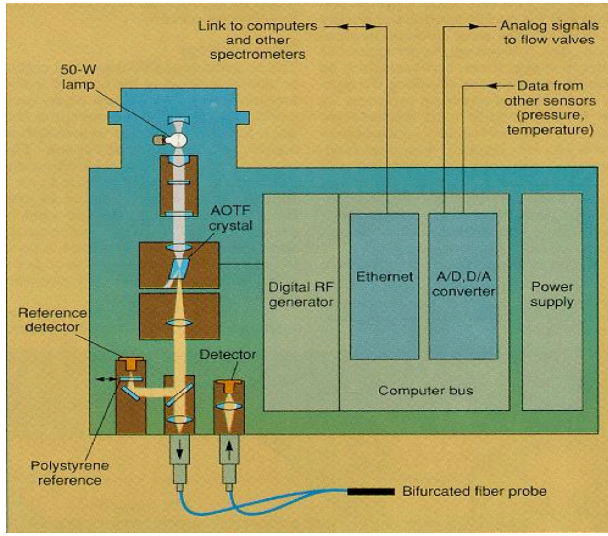 Link to computers
and other
spectrometers
Analog signals
to flow valves
50-W
lamp
Data from
other sensors
(pressure,
temperature)
AOTF
crystal
Digital RF
generator
Ethernet
A/D,D/A
converter
Power
supply
Reference
detector
Detector
Computer bus
Polystyrene
reference
Bifurcated fiber probe